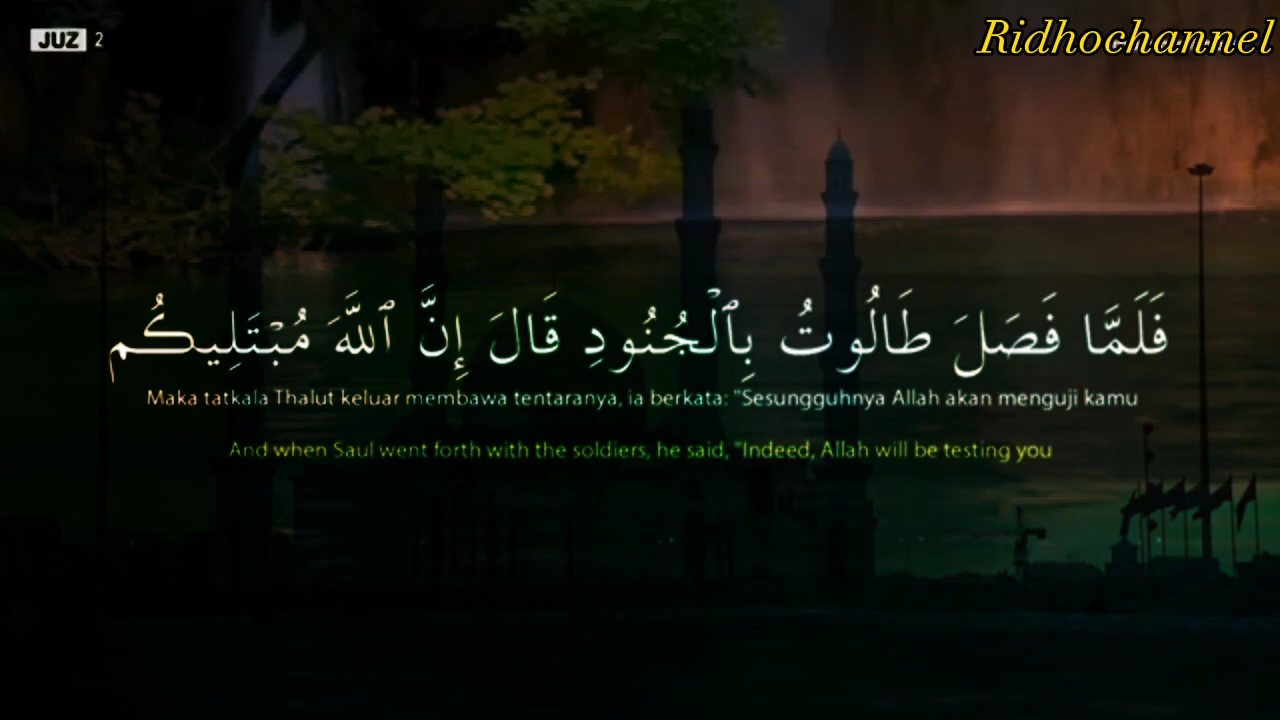 JUZ 2
Ridhochannel
فَلَمَّا فَصَلَ طَالُوتُ بِٱلْجُنُودِ قَالَ إِنَّ ٱللَّهَ مُبْتَلِيكُم
Maka tatkala Thalut keluar membawa tentaranya, ia berkata: "Sesungguhnya Allah akan menguji kamu
And when Saul went forth with the soldiers, he said, "Indeed, Allah will be testing you